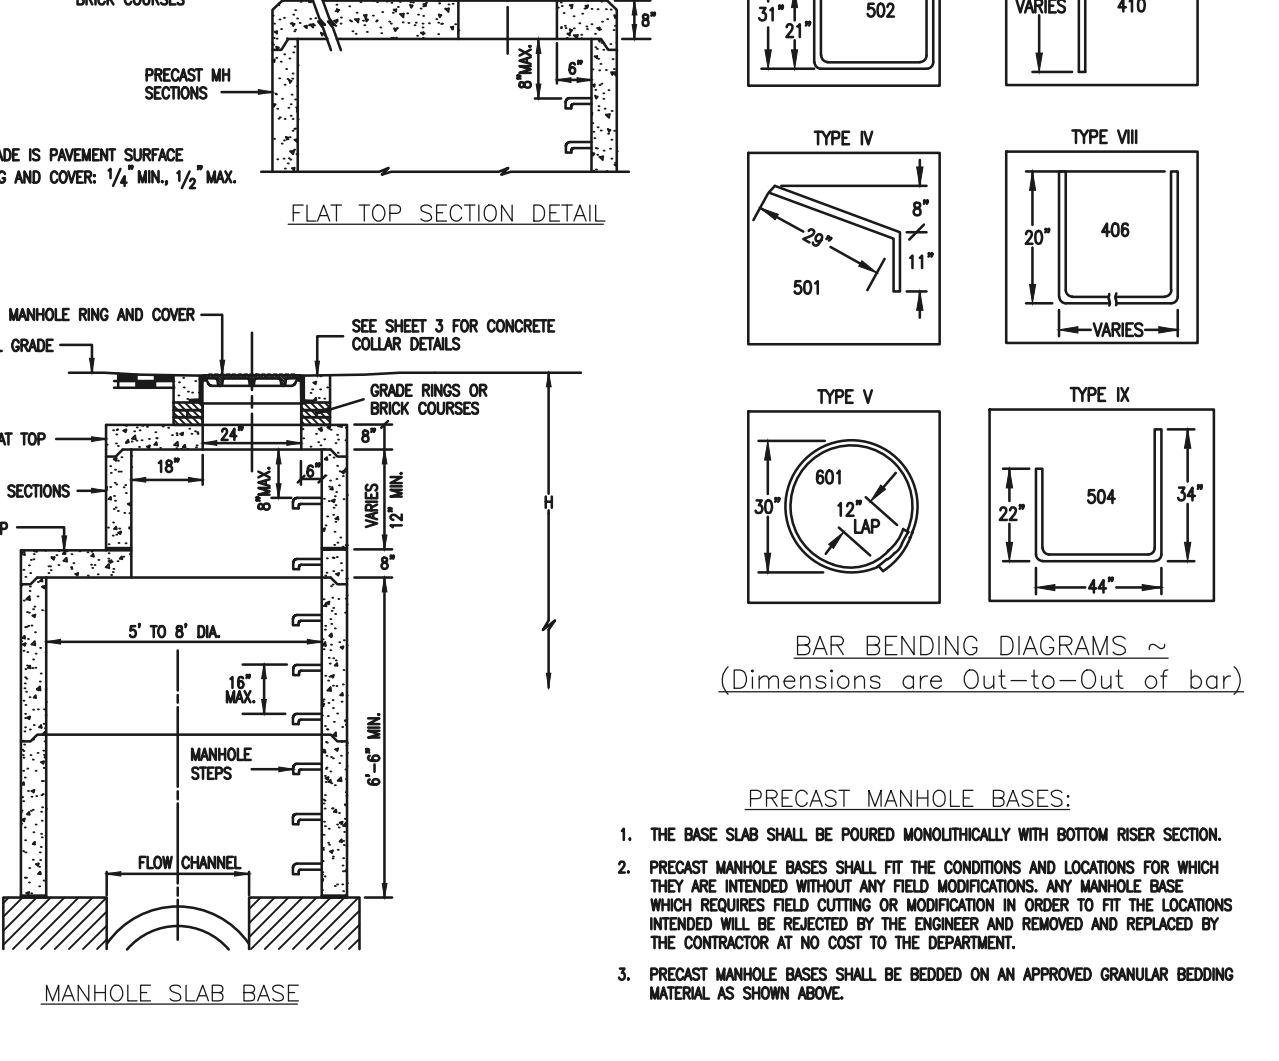 BRICK COURSES
8"
8"MAX.
6"
PRECAST MH
SECTIONS
IS PAVEMENT SURFACE
AND COVER: 1/4" MIN., 1/2" MAX.
FLAT TOP SECTION DETAIL
31"
21"
502
VARIES
410
TYPE IV
8"
29"
11"
501
TYPE VIII
20"
406
VARIES
MANHOLE RING AND COVER
GRADE
SEE SHEET 3 FOR CONCRETE
COLLAR DETAILS
GRADE RINGS OR
BRICK COURSES
TOP
24"
8"
18"
8"MAX.
6"
VARIES
12" MIN.
SECTIONS
H
8"
5' TO 8' DIA.
16"
MAX.
6'-6" MIN.
MANHOLE
STEPS
FLOW CHANNEL
MANHOLE SLAB BASE
TYPE V
30"
601
12"
LAP
TYPE IX
22"
504
34"
44"
BAR BENDING DIAGRAMS ~
(Dimensions are Out-to-Out of bar)
PRECAST MANHOLE BASES:
1. THE BASE SLAB SHALL BE POURED MONOLITHICALLY WITH BOTTOM RISER SECTION.
2. PRECAST MANHOLE BASES SHALL FIT THE CONDITIONS AND LOCATIONS FOR WHICH
THEY ARE INTENDED WITHOUT ANY FIELD MODIFICATIONS. ANY MANHOLE BASE
WHICH REQUIRES FIELD CUTTING OR MODIFICATION IN ORDER TO FIT THE LOCATIONS
INTENDED WILL BE REJECTED BY THE ENGINEER AND REMOVED AND REPLACED BY
THE CONTRACTOR AT NO COST TO THE DEPARTMENT.
3. PRECAST MANHOLE BASES SHALL BE BEDDED ON AN APPROVED GRANULAR BEDDING
MATERIAL AS SHOWN ABOVE.